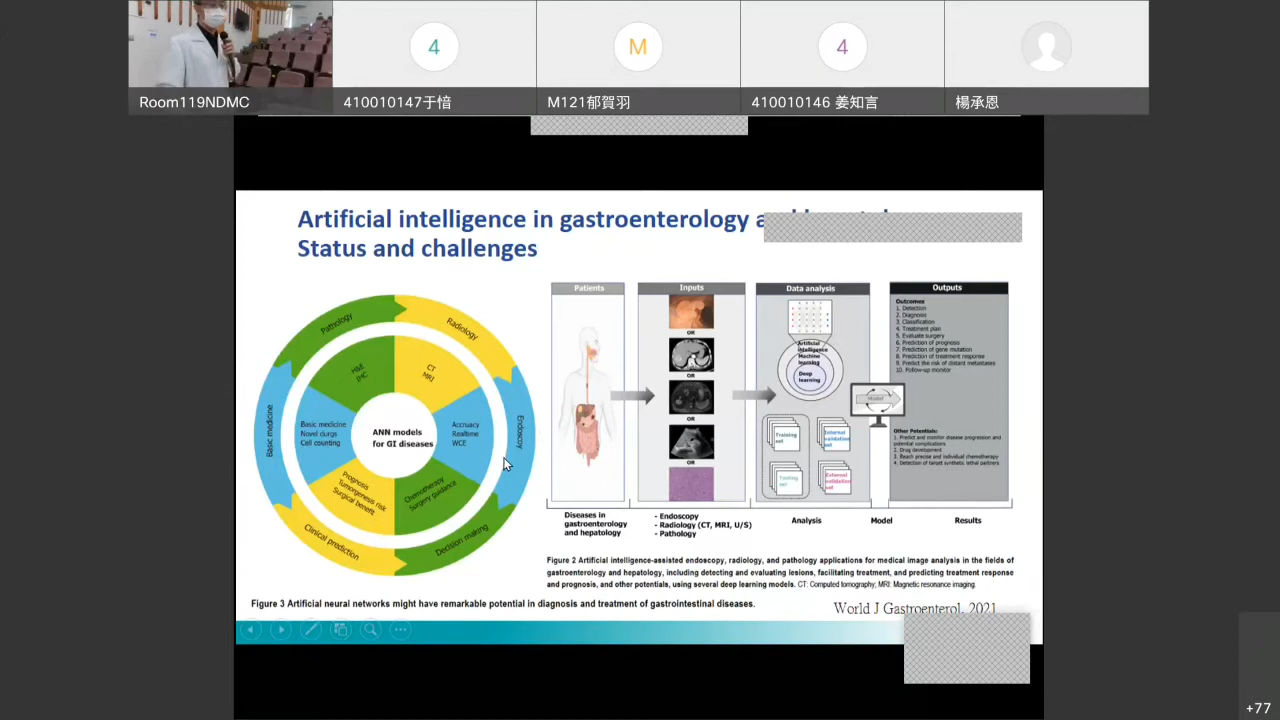 Room119NDMC
4
410010147于愔
M
M121郁賀羽
4
410010146 姜知言
楊承恩
Artificial intelligence in gastroenterology
Status and challenges
Pathology
Radiology
Endoscopy
Decision making
Clinical prediction
Basic medicine
H&E
IHC
CT
MRI
Basic medicine
Novel durgs
Cell counting
ANN models
for GI diseases
Accruacy
Realtime
WCE
Prognosis
Tumorgenesis risk
Surgical benefit
Chemotherapy
Surgery guidance
Figure 3 Artificial neural networks might have remarkable potential in diagnosis and treatment of gastrointestinal diseases.
Patients
Inputs
Data analysis
Outputs
OR
OR
OR
OR
Artificial
intelligence
Machine
learning
Deep
learning
Training
set
External
validation
set
Testing
set
External
validation
set
Model
Outcomes
1. Detection
2. Diagnosis
3. Classification
4. Treatment plan
5. Evaluate surgery
6. Prediction of prognosis
7. Prediction of gene mutation
8. Prediction of treatment response
9. Predict the risk of distant metastases
10. Follow-up monitor
Other Potentials:
1. Predict and monitor disease progression and
potential complications
2. Drug development
3. Reach precise and individual chemotherapy
4. Detection of target synthetic lethal partners
Diseases in
gastroenterology
and hepatology
- Endoscopy
- Radiology (CT, MRI, U/S)
- Pathology
Analysis
Model
Results
Figure 2 Artificial intelligence-assisted endoscopy, radiology, and pathology applications for medical image analysis in the fields of
gastroenterology and hepatology, including detecting and evaluating lesions, facilitating treatment, and predicting treatment response
and prognosis, and other potentials, using several deep learning models. CT: Computed tomography; MRI: Magnetic resonance imaging.
World J Gastroenterol. 2021
+77